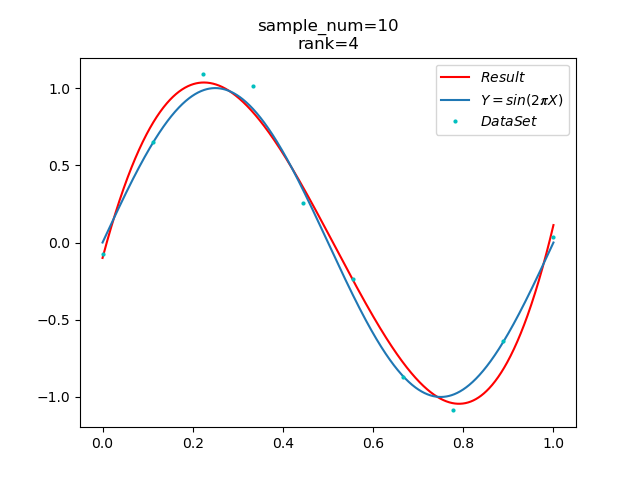 sample_num=10
rank=4
Result
Y = sin(2πX)
DataSet
1.0
0.5
0.0
−0.5
−1.0
0.0 0.2 0.4 0.6 0.8 1.0